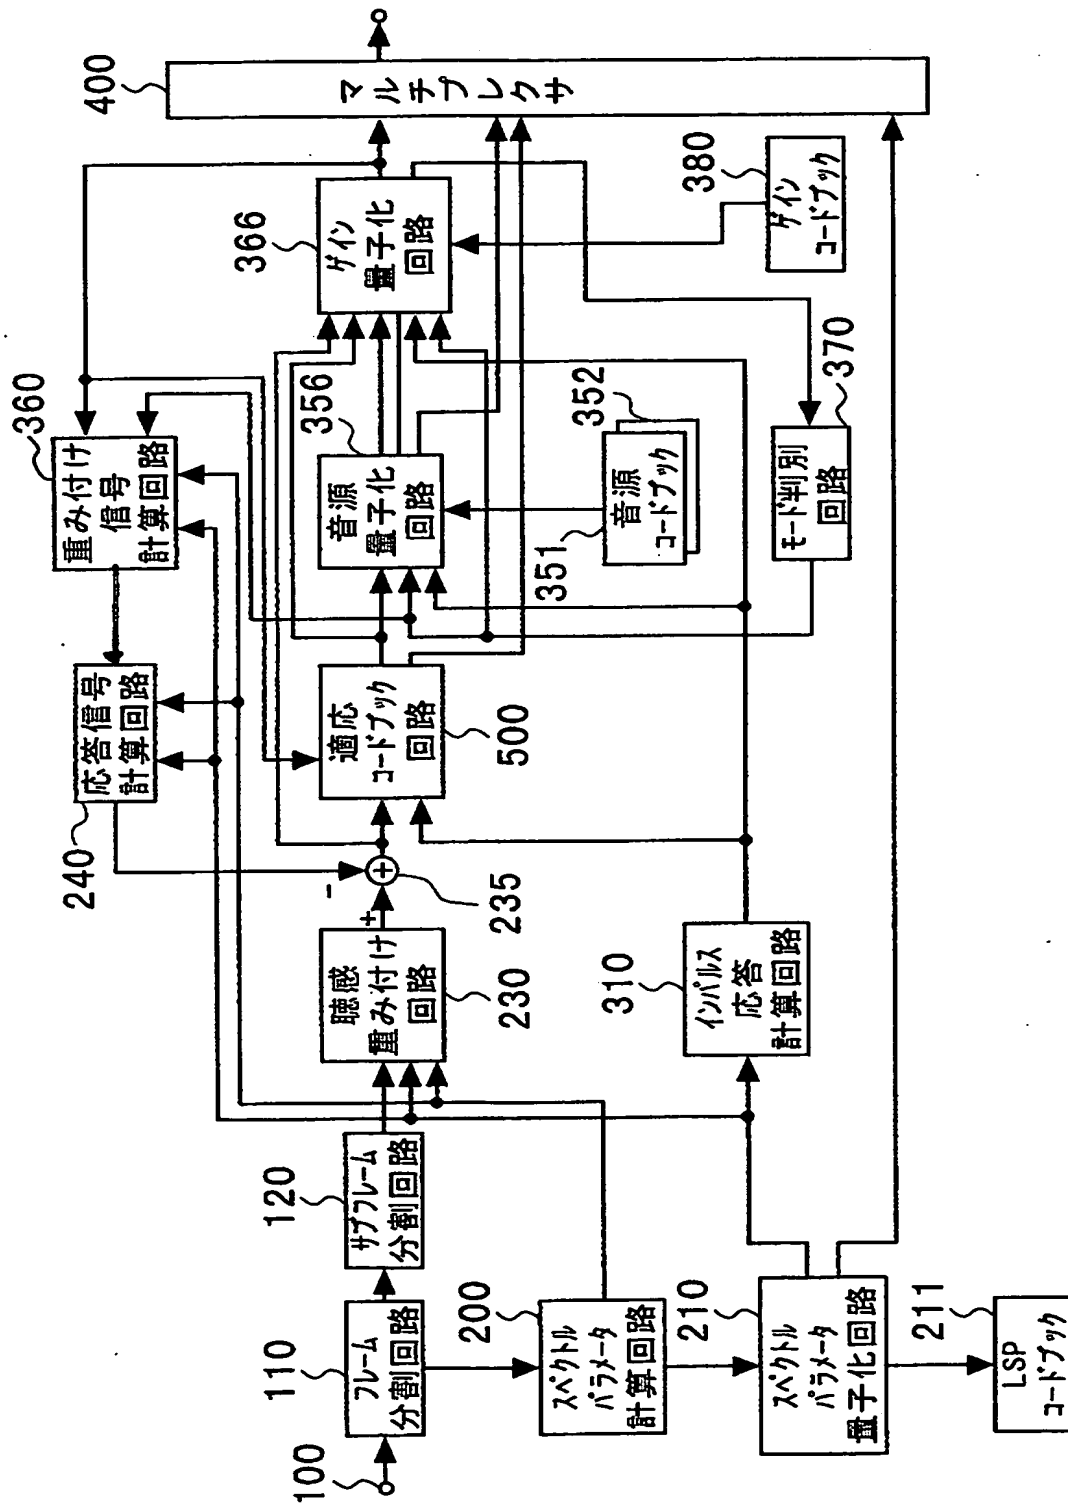 100
110
フレーム
分割回路
120
サブフレーム
分割回路
200
スペクトル
パラメータ
計算回路
210
スペクトル
パラメータ
量子化回路
211
LSP
コードブック
230
聴感
重み付け
回路
+
-
235
240
応答信号
計算回路
310
インパルス
応答
計算回路
500
適応
コードブック
回路
360
重み付け
信号
計算回路
356
音源
量子化
回路
351
352
音源
コードブック
366
ゲイン
量子化
回路
370
モード判別
回路
380
ゲイン
コードブック
400
マルチプレクサ